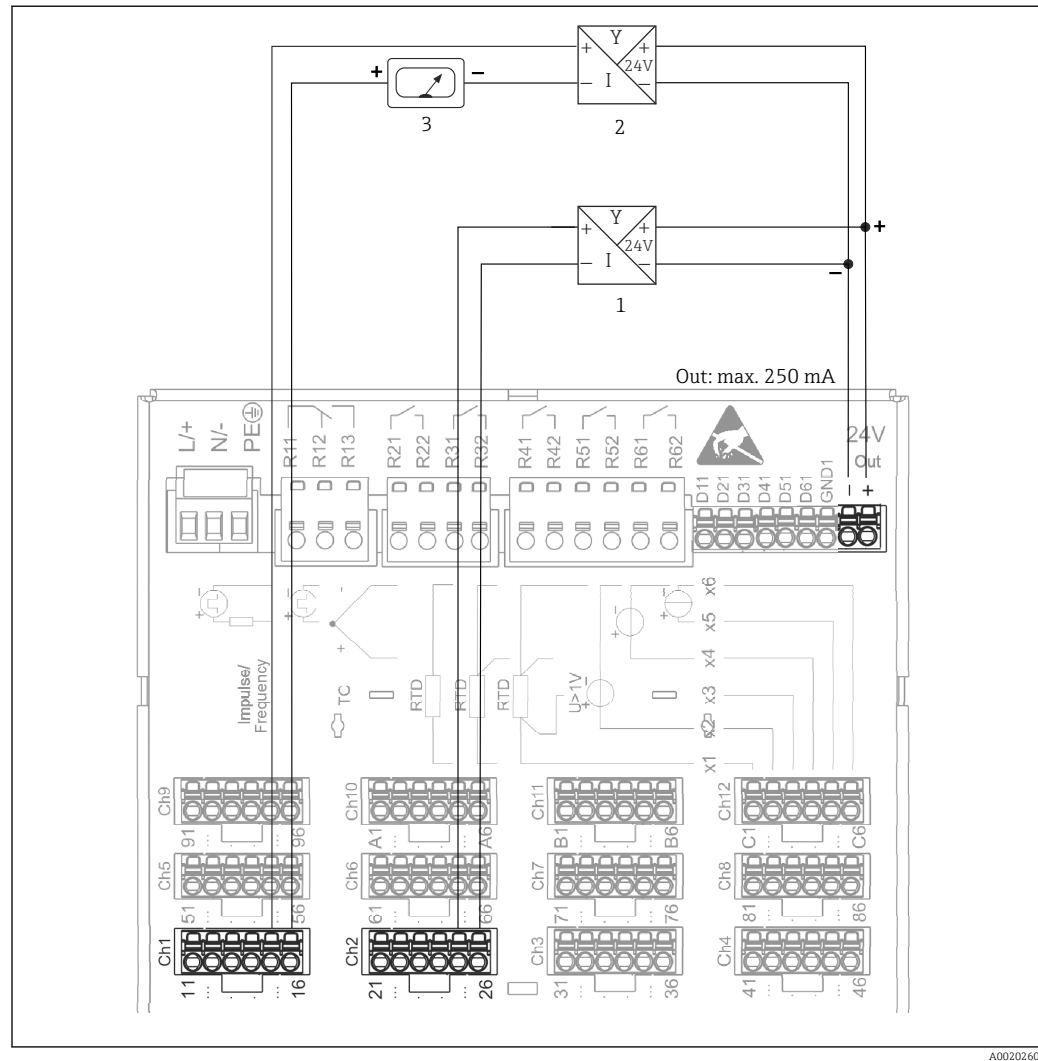 Y
+ +
24V
− I −
2
+ −
3
Y
+ +
24V
− I −
1
+
−
Out: max. 250 mA
L/+
N/-
PE
R11
R12
R13
R21
R22
R31
R32
R41
R42
R51
R52
R61
R62
D11
D21
D31
D41
D51
D61
GND1
24V
Out
− +
Impulse/
Frequency
TC
RTD
RTD
RTD
U>1V
x6
x5
x4
x3
x2
x1
Ch9
91 ... . ... 96
Ch10
A1 ... . ... A6
Ch11
B1 ... . ... B6
Ch12
C1 ... . ... C6
Ch5
51 ... . ... 56
Ch6
61 ... . ... 66
Ch7
71 ... . ... 76
Ch8
81 ... . ... 86
Ch1
11 ... . ... 16
Ch2
21 ... . ... 26
Ch3
31 ... . ... 36
Ch4
41 ... . ... 46
A0020260